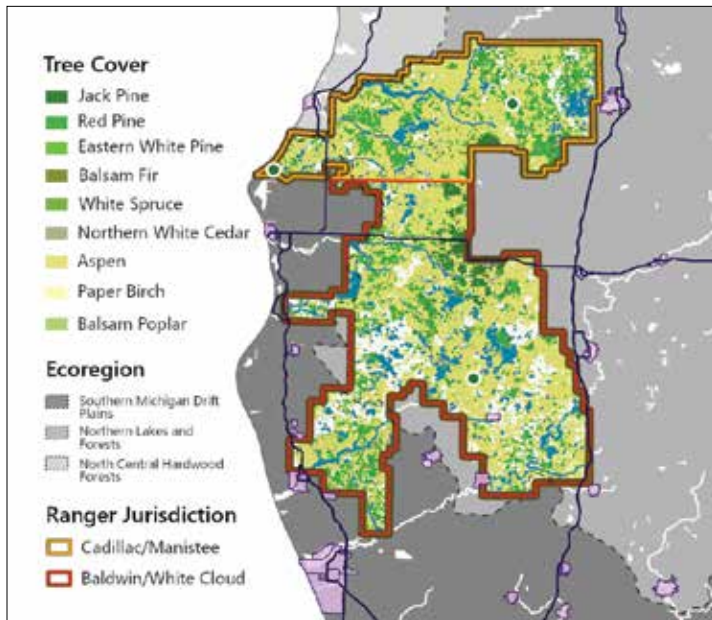 Tree Cover
Jack Pine
Red Pine
Eastern White Pine
Balsam Fir
White Spruce
Northern White Cedar
Aspen
Paper Birch
Balsam Poplar
Ecoregion
Southern Michigan Drift
Plains
Northern Lakes and
Forests
North Central Hardwood
Forests
Ranger Jurisdiction
Cadillac/Manistee
Baldwin/White Cloud